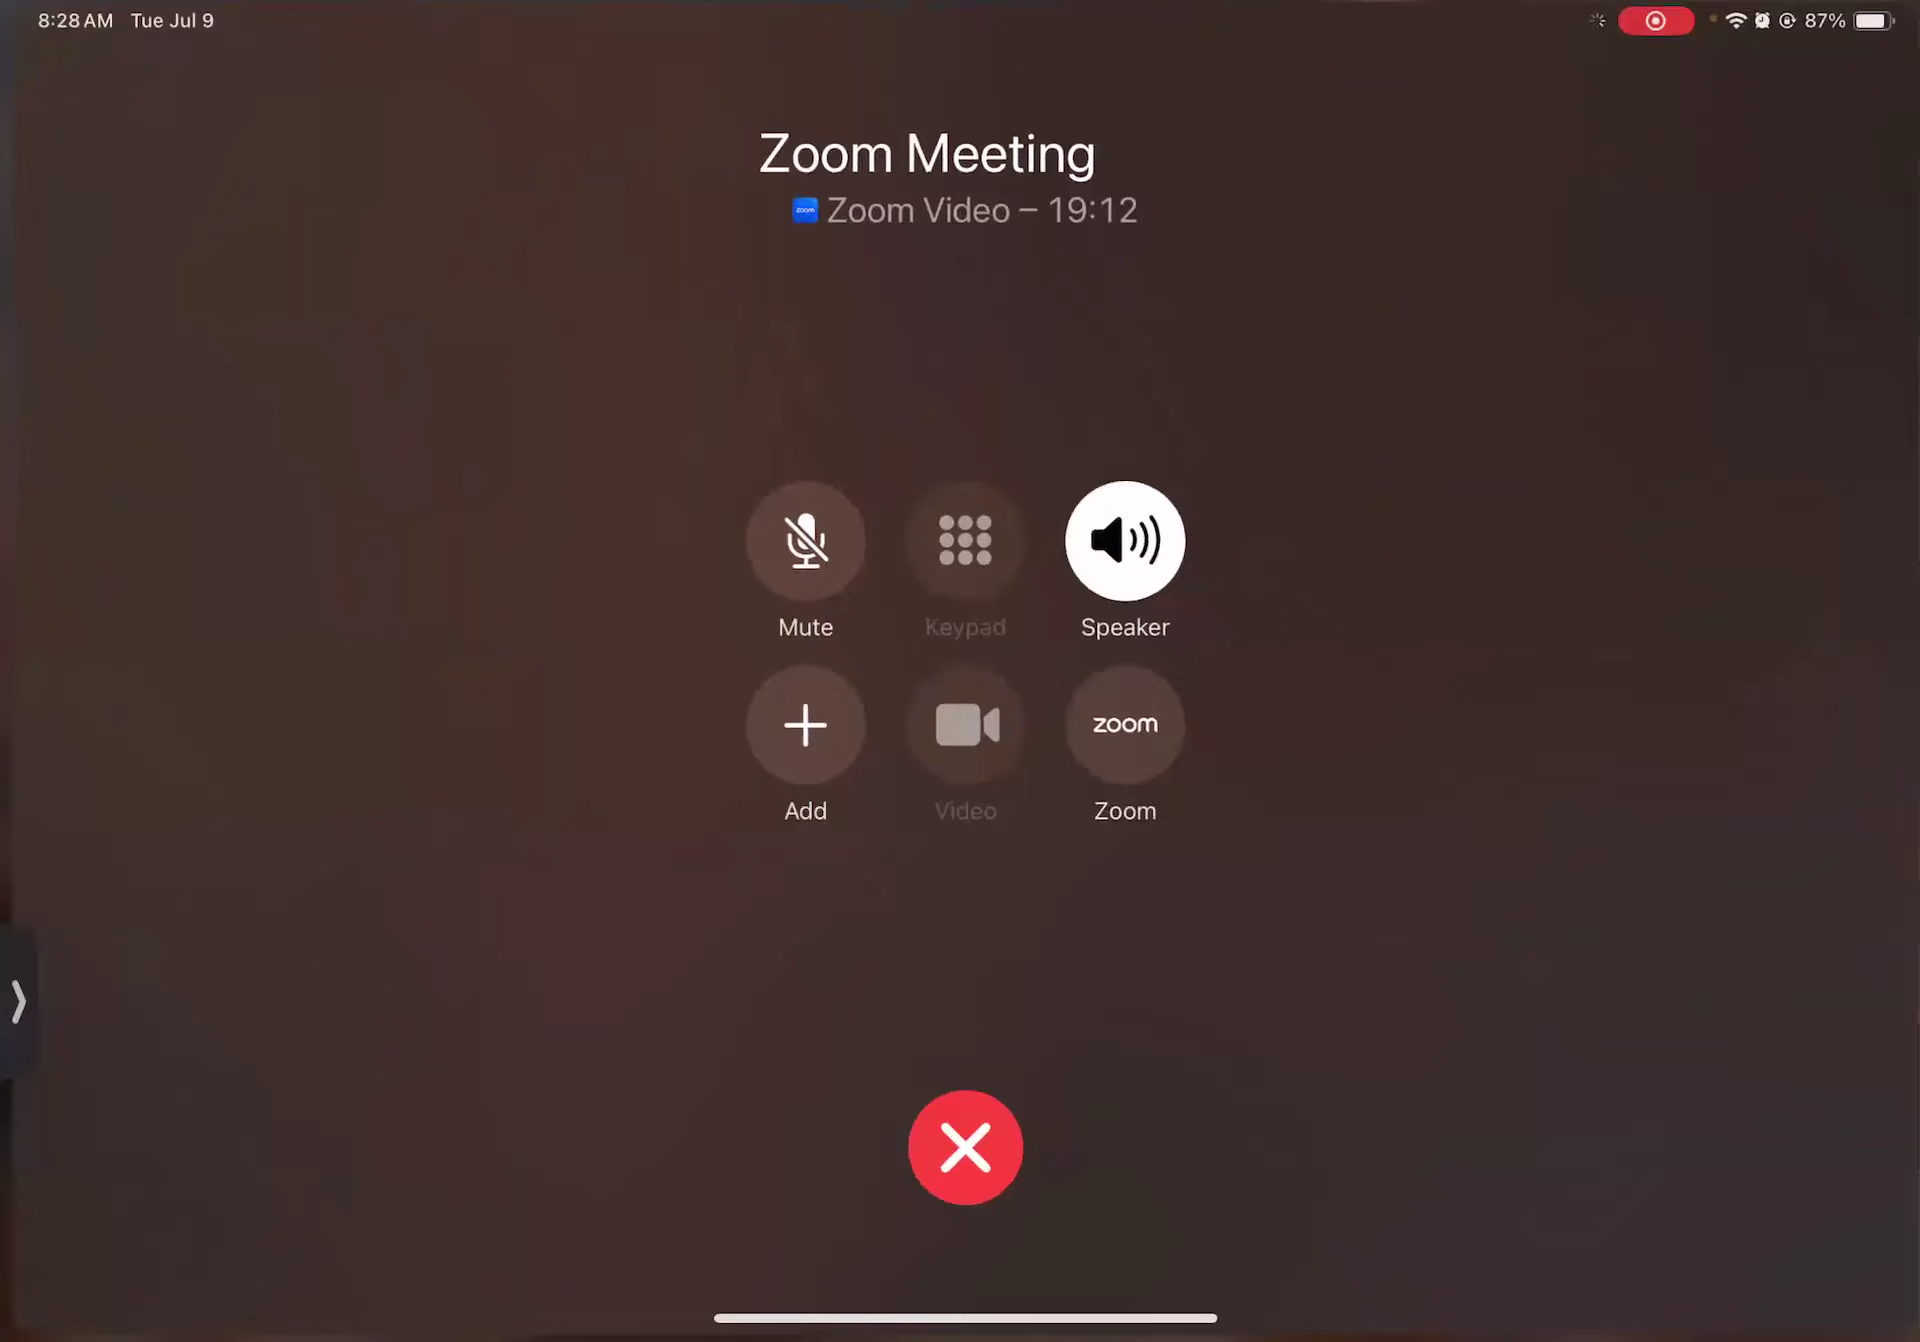 8:28 AM Tue Jul 9
87%
Zoom Meeting
zoom Zoom Video – 19:12
Mute Keypad Speaker
zoom
Add Video Zoom